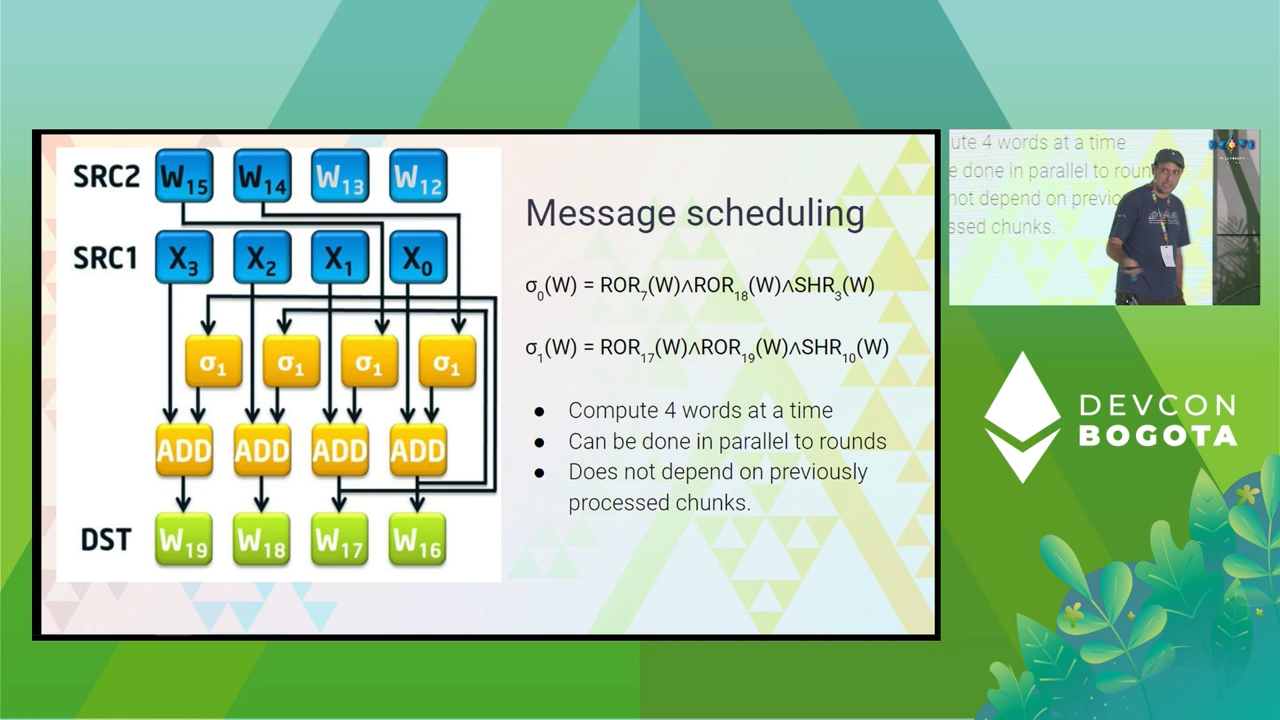 SRC2 W15 W14 W13 W12
SRC1 X3 X2 X1 X0
σ1 σ1 σ1 σ1
ADD ADD ADD ADD
DST W19 W18 W17 W16
Message scheduling
σ0(W) = ROR7(W)∧ROR18(W)∧SHR3(W)
σ1(W) = ROR17(W)∧ROR19(W)∧SHR10(W)
● Compute 4 words at a time
● Can be done in parallel to rounds
● Does not depend on previously
processed chunks.
ute 4 words at a time
e done in parallel to roun
not depend on previo
ssed chunks.
DEVCON
BOGOTA